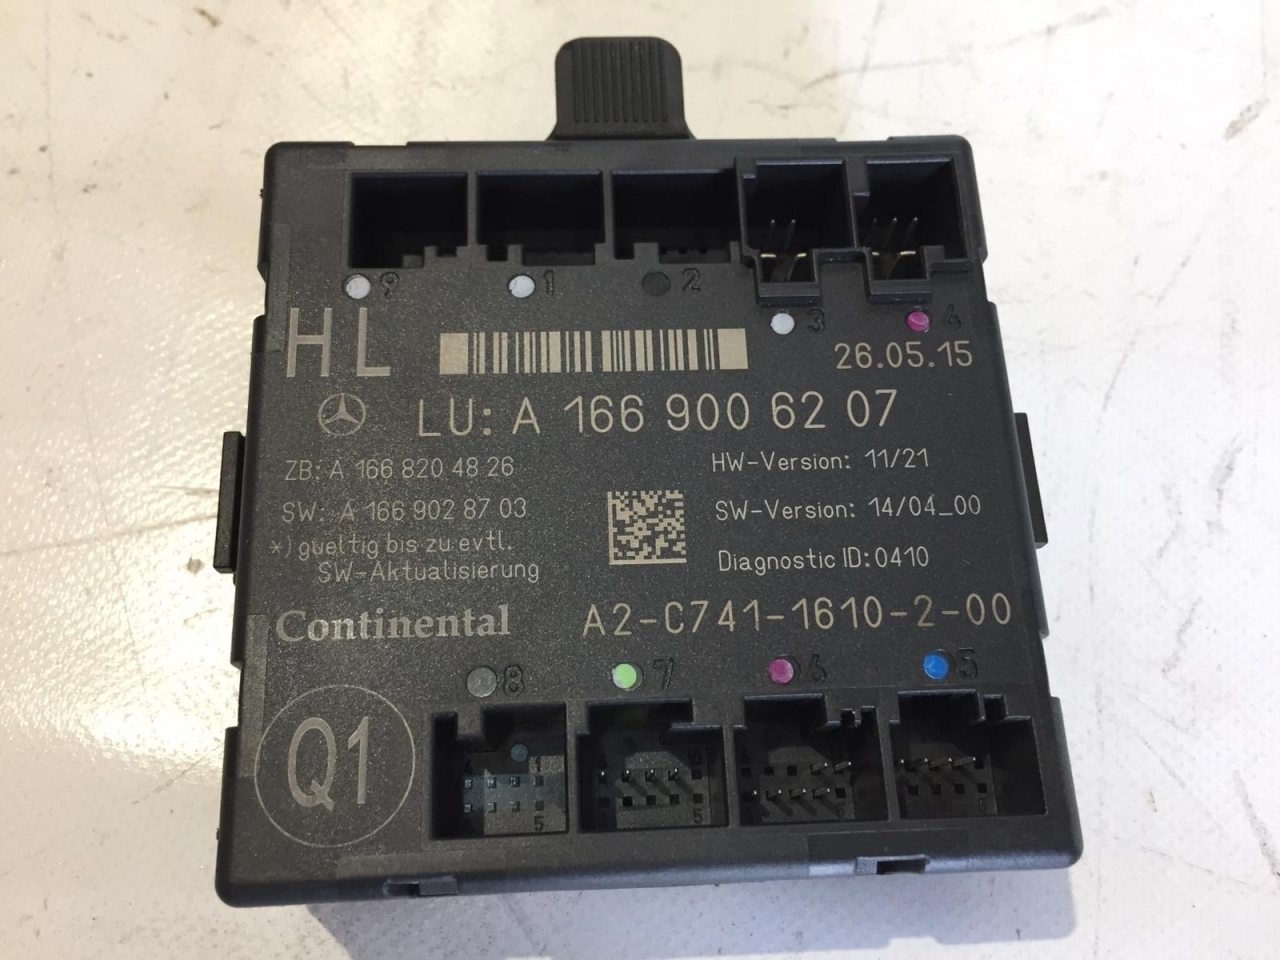 9 1 2
3 4
HL
26.05.15
LU: A 166 900 62 07
ZB: A 166 820 48 26
HW-Version: 11/21
SW: A 166 902 87 03
SW-Version: 14/04_00
*) gueltig bis zu evtl.
SW-Aktualisierung
Diagnostic ID: 0410
Continental
A2-C741-1610-2-00
8 7 6 5
Q1